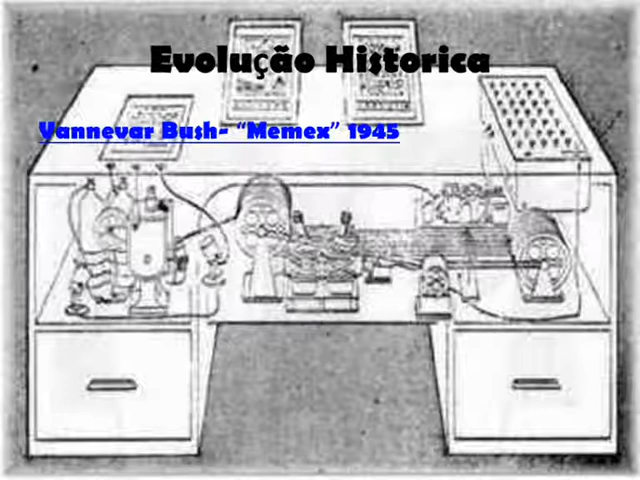 Evolução Historica
Vannevar Bush- “Memex” 1945